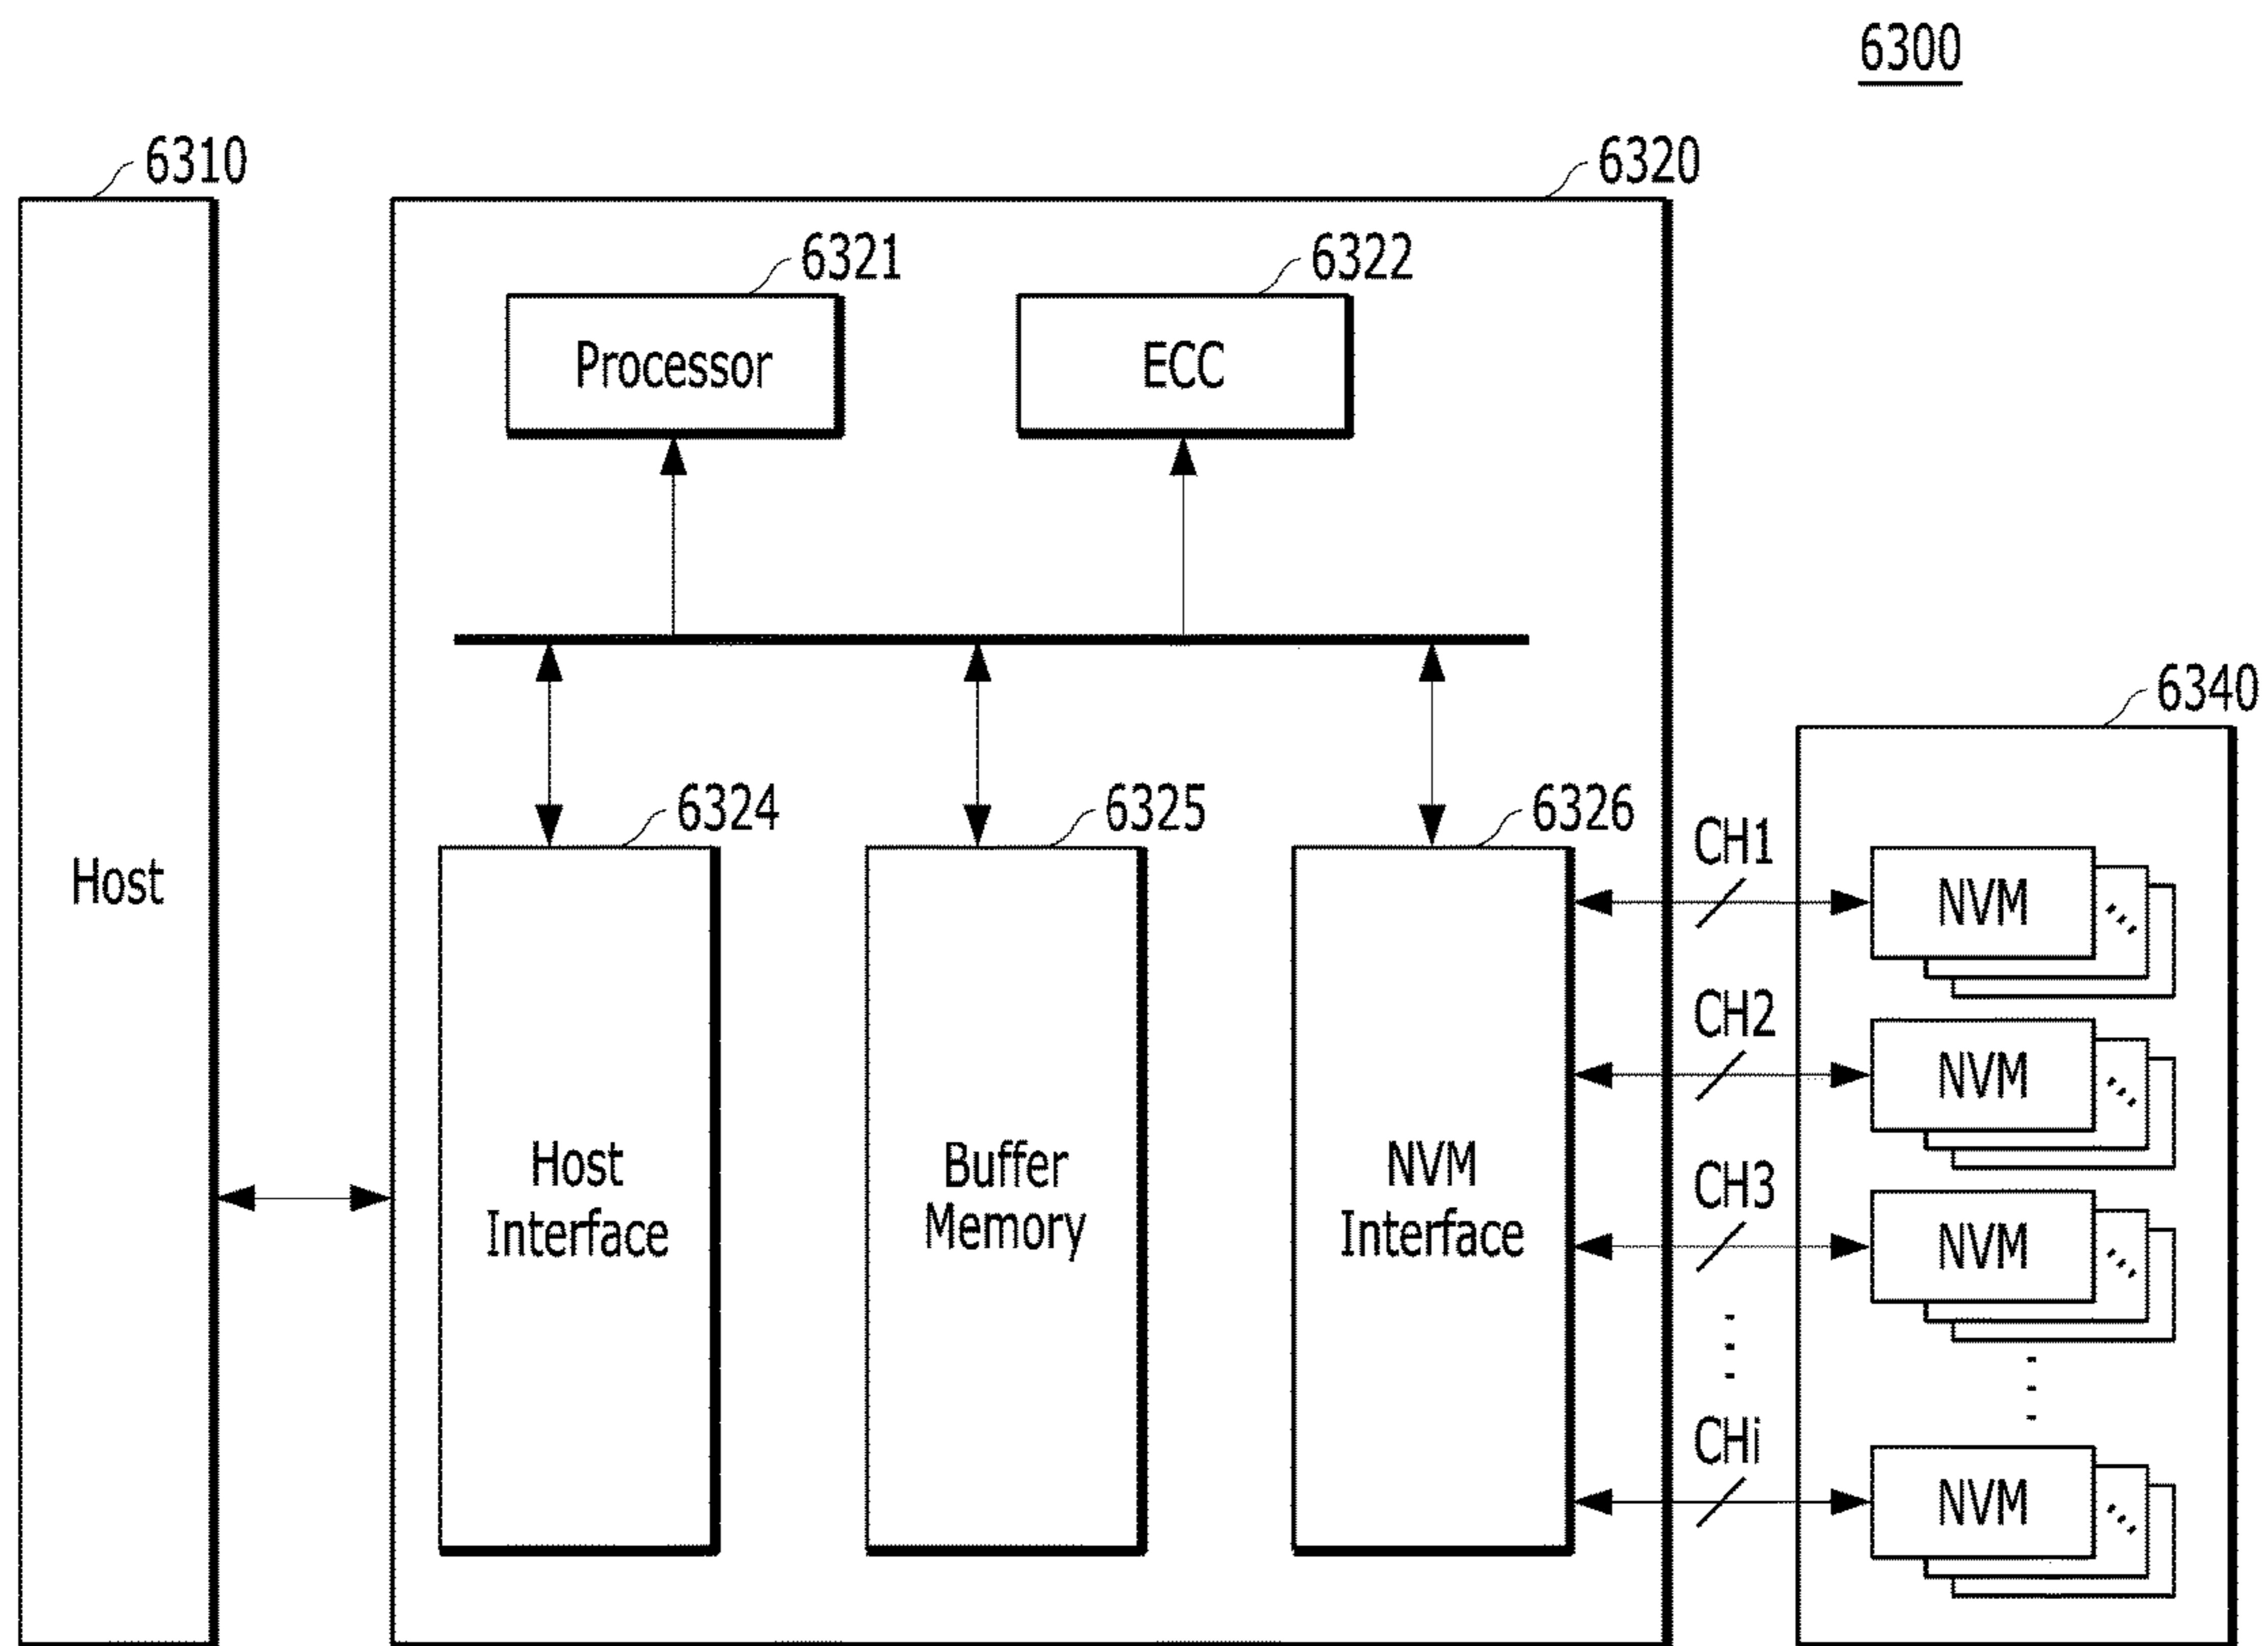 6300
6310
6320
6321
6322
Processor
ECC
6340
6324
6325
6326
CH1
Host
NVM
CH2
NVM
Host
Interface
Buffer
Memory
NVM
Interface
CH3
NVM
CHi
NVM